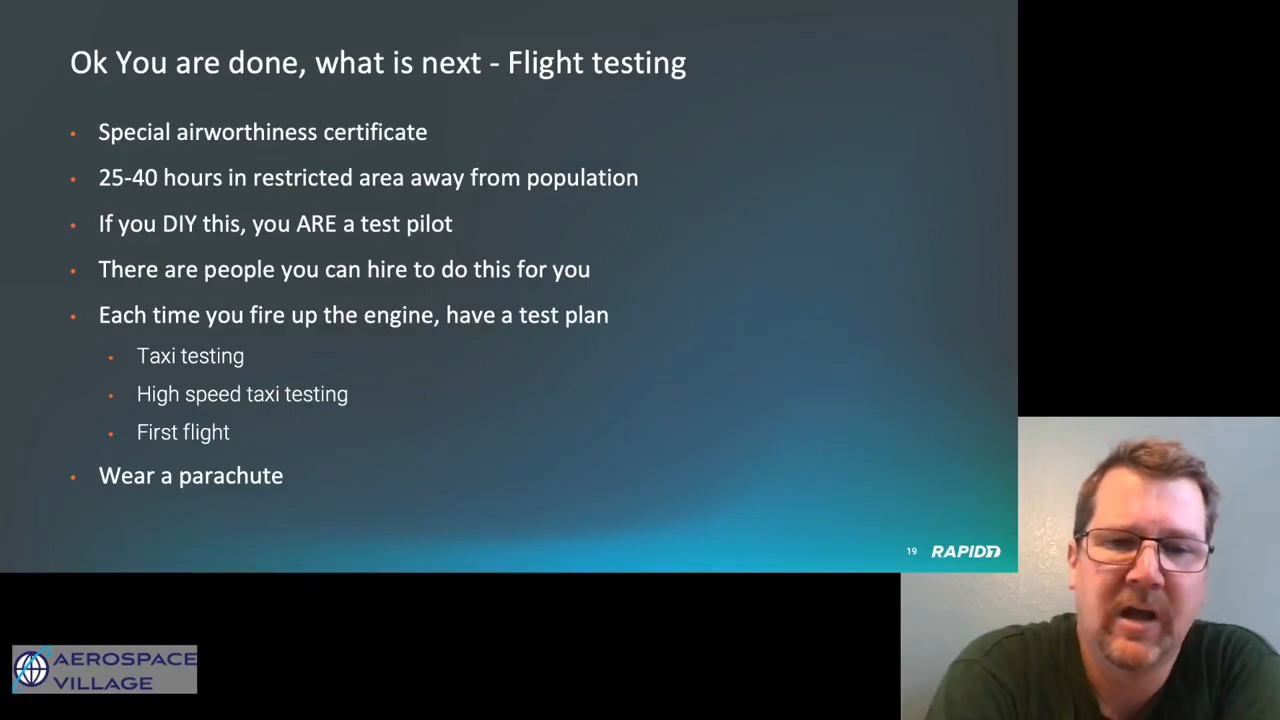 Ok You are done, what is next - Flight testing
• Special airworthiness certificate
• 25-40 hours in restricted area away from population
• If you DIY this, you ARE a test pilot
• There are people you can hire to do this for you
• Each time you fire up the engine, have a test plan
• Taxi testing
• High speed taxi testing
• First flight
• Wear a parachute
19 RAPID7
AEROSPACE
VILLAGE